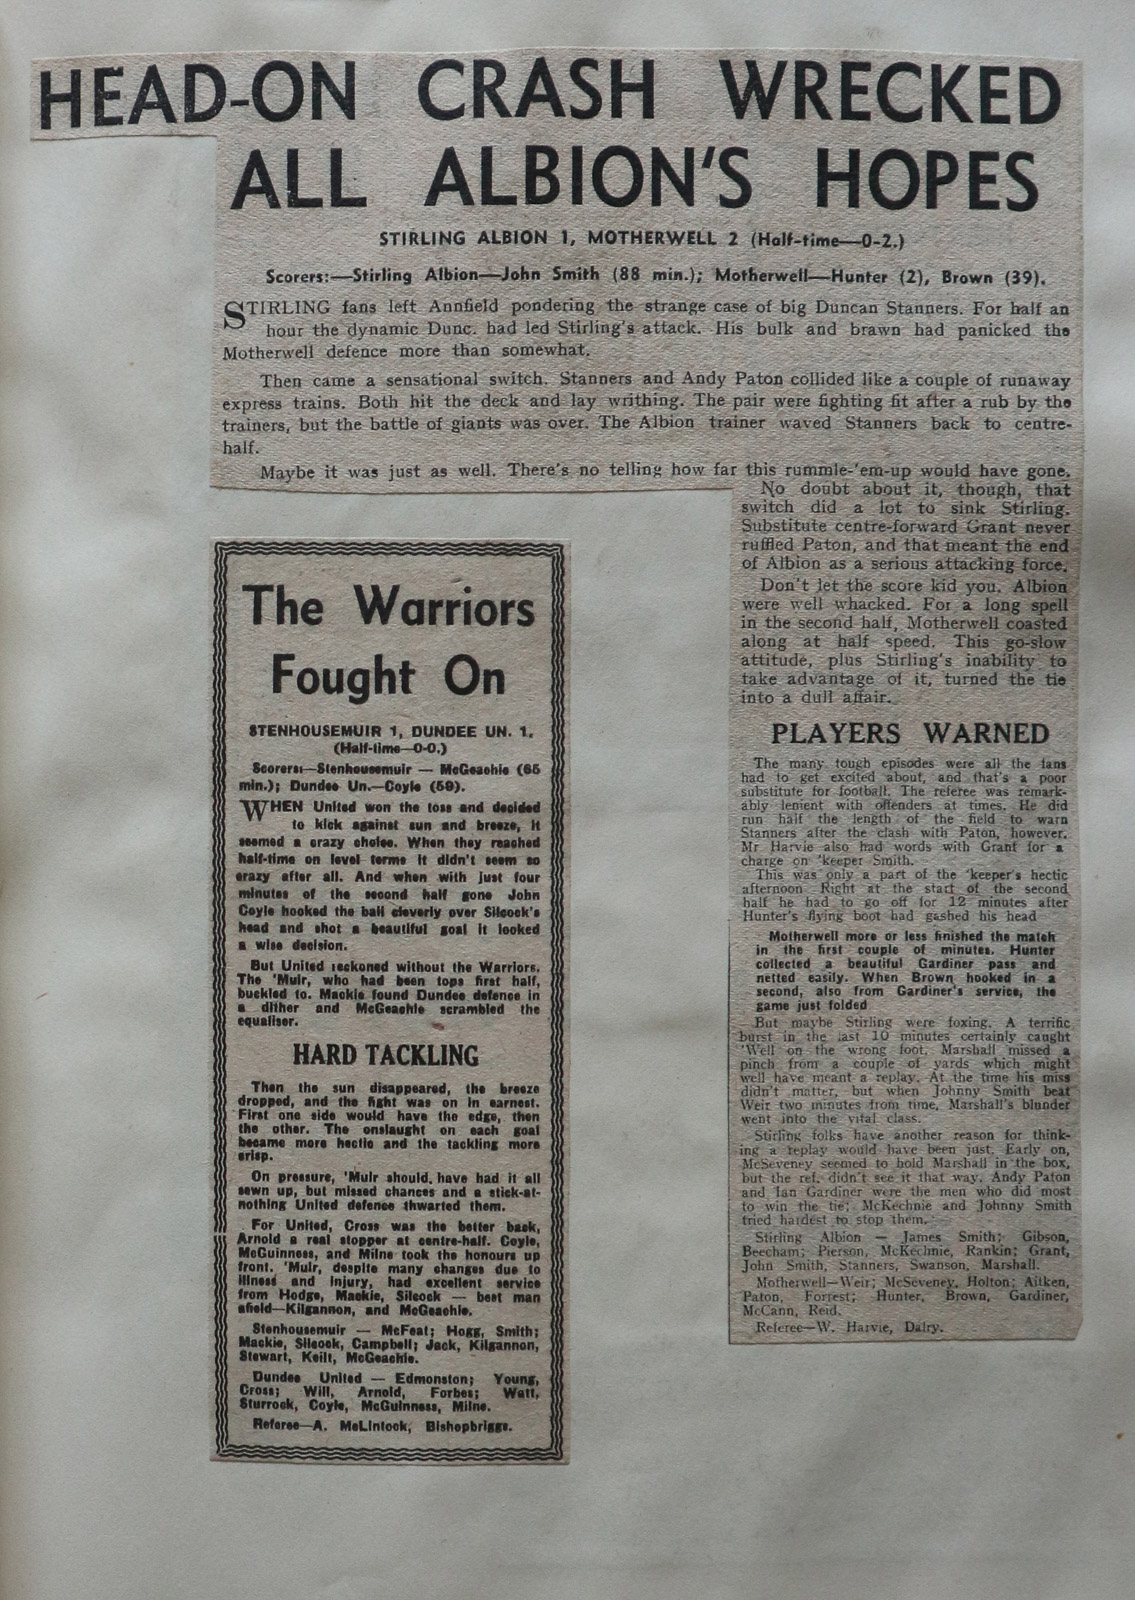 HEAD-ON CRASH WRECKED
ALL ALBION'S HOPES
STIRLING ALBION 1, MOTHERWELL 2 (Half-time—0-2.)
Scorers:—Stirling Albion—John Smith (88 min.); Motherwell—Hunter (2), Brown (39).
STIRLING fans left Annfield pondering the strange case of big Duncan Stanners. For half an
hour the dynamic Dunc. had led Stirling's attack. His bulk and brawn had panicked the
Motherwell defence more than somewhat.
Then came a sensational switch. Stanners and Andy Paton collided like a couple of runaway
express trains. Both hit the deck and lay writhing. The pair were fighting fit after a rub by the
trainers, but the battle of giants was over. The Albion trainer waved Stanners back to centre-
half.
Maybe it was just as well. There's no telling how far this rummle-'em-up would have gone.
No doubt about it, though, that
switch did a lot to sink Stirling.
Substitute centre-forward Grant never
ruffled Paton, and that meant the end
of Albion as a serious attacking force.
Don't let the score kid you. Albion
were well whacked. For a long spell
in the second half, Motherwell coasted
along at half speed. This go-slow
attitude, plus Stirling's inability to
take advantage of it, turned the tie
into a dull affair.
PLAYERS WARNED
The many tough episodes were all the fans
had to get excited about, and that's a poor
substitute for football. The referee was remark-
ably lenient with offenders at times. He did
run half the length of the field to warn
Stanners after the clash with Paton, however.
Mr Harvie also had words with Grant for a
charge on 'keeper Smith.
This was only a part of the 'keeper's hectic
afternoon Right at the start of the second
half he had to go off for 12 minutes after
Hunter's flying boot had gashed his head
Motherwell more or less finished the match
in the first couple of minutes. Hunter
collected a beautiful Gardiner pass and
netted easily. When Brown hooked in a
second, also from Gardiner's service, the
game just folded
But maybe Stirling were foxing. A terrific
burst in the last 10 minutes certainly caught
'Well on the wrong foot. Marshall missed a
pinch from a couple of yards which might
well have meant a replay. At the time his miss
didn't matter, but when Johnny Smith beat
Weir two minutes from time, Marshall's blunder
went into the vital class.
Stirling folks have another reason for think-
ing a replay would have been just. Early on,
McSeveney seemed to hold Marshall in the box,
but the ref. didn't see it that way. Andy Paton
and Ian Gardiner were the men who did most
to win the tie; McKechnie and Johnny Smith
tried hardest to stop them.
Stirling Albion — James Smith; Gibson,
Beecham; Pierson, McKechnie, Rankin; Grant,
John Smith, Stanners, Swanson, Marshall.
Motherwell—Weir; McSeveney, Holton; Aitken,
Paton, Forrest; Hunter, Brown, Gardiner,
McCann, Reid.
Referee—W. Harvie, Dalry.
The Warriors
Fought On
STENHOUSEMUIR 1, DUNDEE UN. 1.
(Half-time—0-0.)
Scorers:—Stenhousemuir — McGeachie (65
min.); Dundee Un.—Coyle (59).
WHEN United won the toss and decided
to kick against sun and breeze, it
seemed a crazy choice. When they reached
half-time on level terms it didn't seem so
crazy after all. And when with just four
minutes of the second half gone John
Coyle hooked the ball cleverly over Silcock's
head and shot a beautiful goal it looked
a wise decision.
But United reckoned without the Warriors.
The 'Muir, who had been tops first half,
buckled to. Mackie found Dundee defence in
a dither and McGeachie scrambled the
equaliser.
HARD TACKLING
Then the sun disappeared, the breeze
dropped, and the fight was on in earnest.
First one side would have the edge, then
the other. The onslaught on each goal
became more hectic and the tackling more
crisp.
On pressure, 'Muir should have had it all
sewn up, but missed chances and a stick-at-
nothing United defence thwarted them.
For United, Cross was the better back,
Arnold a real stopper at centre-half. Coyle,
McGuinness, and Milne took the honours up
front. 'Muir, despite many changes due to
illness and injury, had excellent service
from Hodge, Mackie, Silcock — best man
afield—Kilgannon, and McGeachie.
Stenhousemuir — McFeat; Hogg, Smith;
Mackie, Silcock, Campbell; Jack, Kilgannon,
Stewart, Keilt, McGeachie.
Dundee United — Edmonston; Young,
Cross; Will, Arnold, Forbes; Watt,
Sturrock, Coyle, McGuinness, Milne.
Referee—A. McLintock, Bishopbriggs.